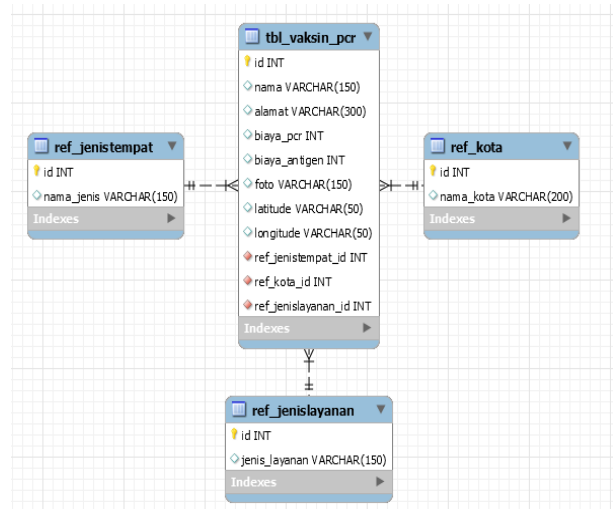 tbl_vaksin_pcr
id INT
nama VARCHAR(150)
alamat VARCHAR(300)
biaya_pcr INT
biaya_antigen INT
foto VARCHAR(150)
latitude VARCHAR(50)
longitude VARCHAR(50)
ref_jenistempat_id INT
ref_kota_id INT
ref_jenislayanan_id INT
Indexes
ref_jenistempat
id INT
nama_jenis VARCHAR(150)
Indexes
ref_kota
id INT
nama_kota VARCHAR(200)
Indexes
ref_jenislayanan
id INT
jenis_layanan VARCHAR(150)
Indexes